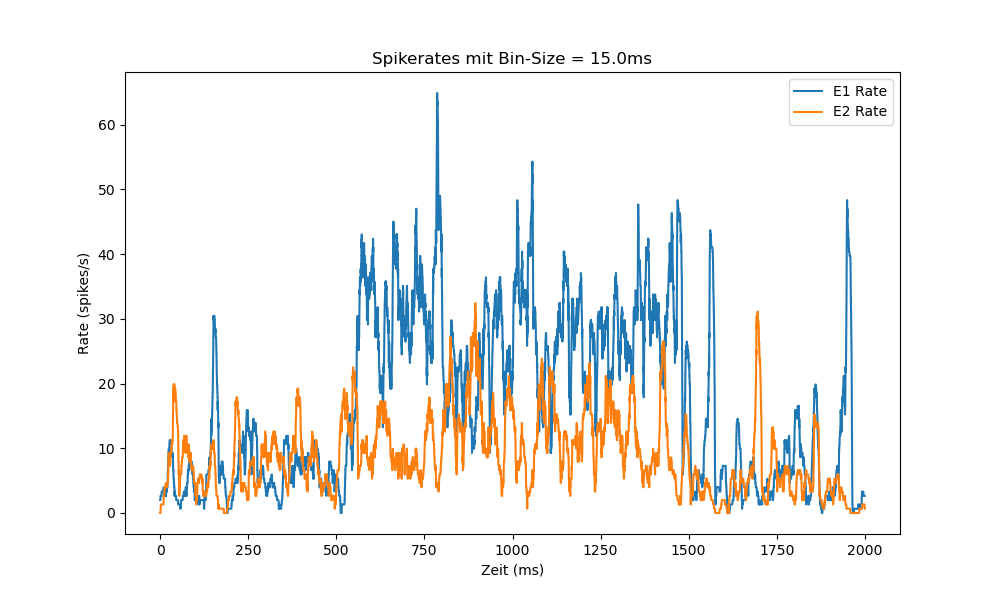 Spikerates mit Bin-Size = 15.0ms
E1 Rate
E2 Rate
Rate (spikes/s)
60
50
40
30
20
10
0
0 250 500 750 1000 1250 1500 1750 2000
Zeit (ms)